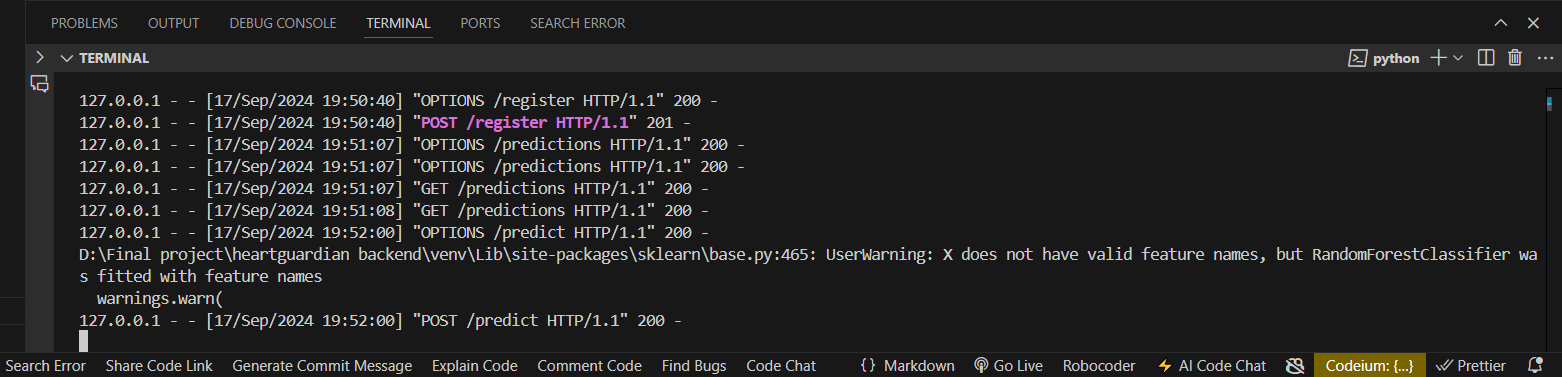 PROBLEMS OUTPUT DEBUG CONSOLE TERMINAL PORTS SEARCH ERROR
TERMINAL python
127.0.0.1 - - [17/Sep/2024 19:50:40] "OPTIONS /register HTTP/1.1" 200 -
127.0.0.1 - - [17/Sep/2024 19:50:40] "POST /register HTTP/1.1" 201 -
127.0.0.1 - - [17/Sep/2024 19:51:07] "OPTIONS /predictions HTTP/1.1" 200 -
127.0.0.1 - - [17/Sep/2024 19:51:07] "OPTIONS /predictions HTTP/1.1" 200 -
127.0.0.1 - - [17/Sep/2024 19:51:07] "GET /predictions HTTP/1.1" 200 -
127.0.0.1 - - [17/Sep/2024 19:51:08] "GET /predictions HTTP/1.1" 200 -
127.0.0.1 - - [17/Sep/2024 19:52:00] "OPTIONS /predict HTTP/1.1" 200 -
D:\Final project\heartguardian backend\venv\Lib\site-packages\sklearn\base.py:465: UserWarning: X does not have valid feature names, but RandomForestClassifier wa
s fitted with feature names
  warnings.warn(
127.0.0.1 - - [17/Sep/2024 19:52:00] "POST /predict HTTP/1.1" 200 -
Search Error Share Code Link Generate Commit Message Explain Code Comment Code Find Bugs Code Chat {} Markdown Go Live Robocoder AI Code Chat Codeium: {...} Prettier